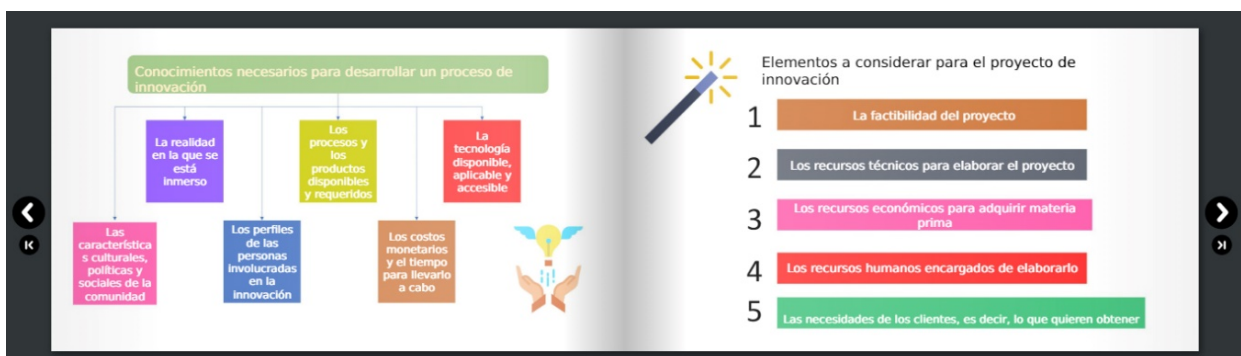 Conocimientos necesarios para desarrollar un proceso de
innovación
La realidad
en la que se
está
inmerso
Los
procesos y
los
productos
disponibles
y requeridos
La
tecnología
disponible,
aplicable y
accesible
Las
característica
s culturales,
políticas y
sociales de la
comunidad
Los perfiles
de las
personas
involucradas
en la
innovación
Los costos
monetarios
y el tiempo
para llevarlo
a cabo
Elementos a considerar para el proyecto de
innovación
1 La factibilidad del proyecto
2 Los recursos técnicos para elaborar el proyecto
3 Los recursos económicos para adquirir materia
prima
4 Los recursos humanos encargados de elaborarlo
5 Las necesidades de los clientes, es decir, lo que quieren obtener